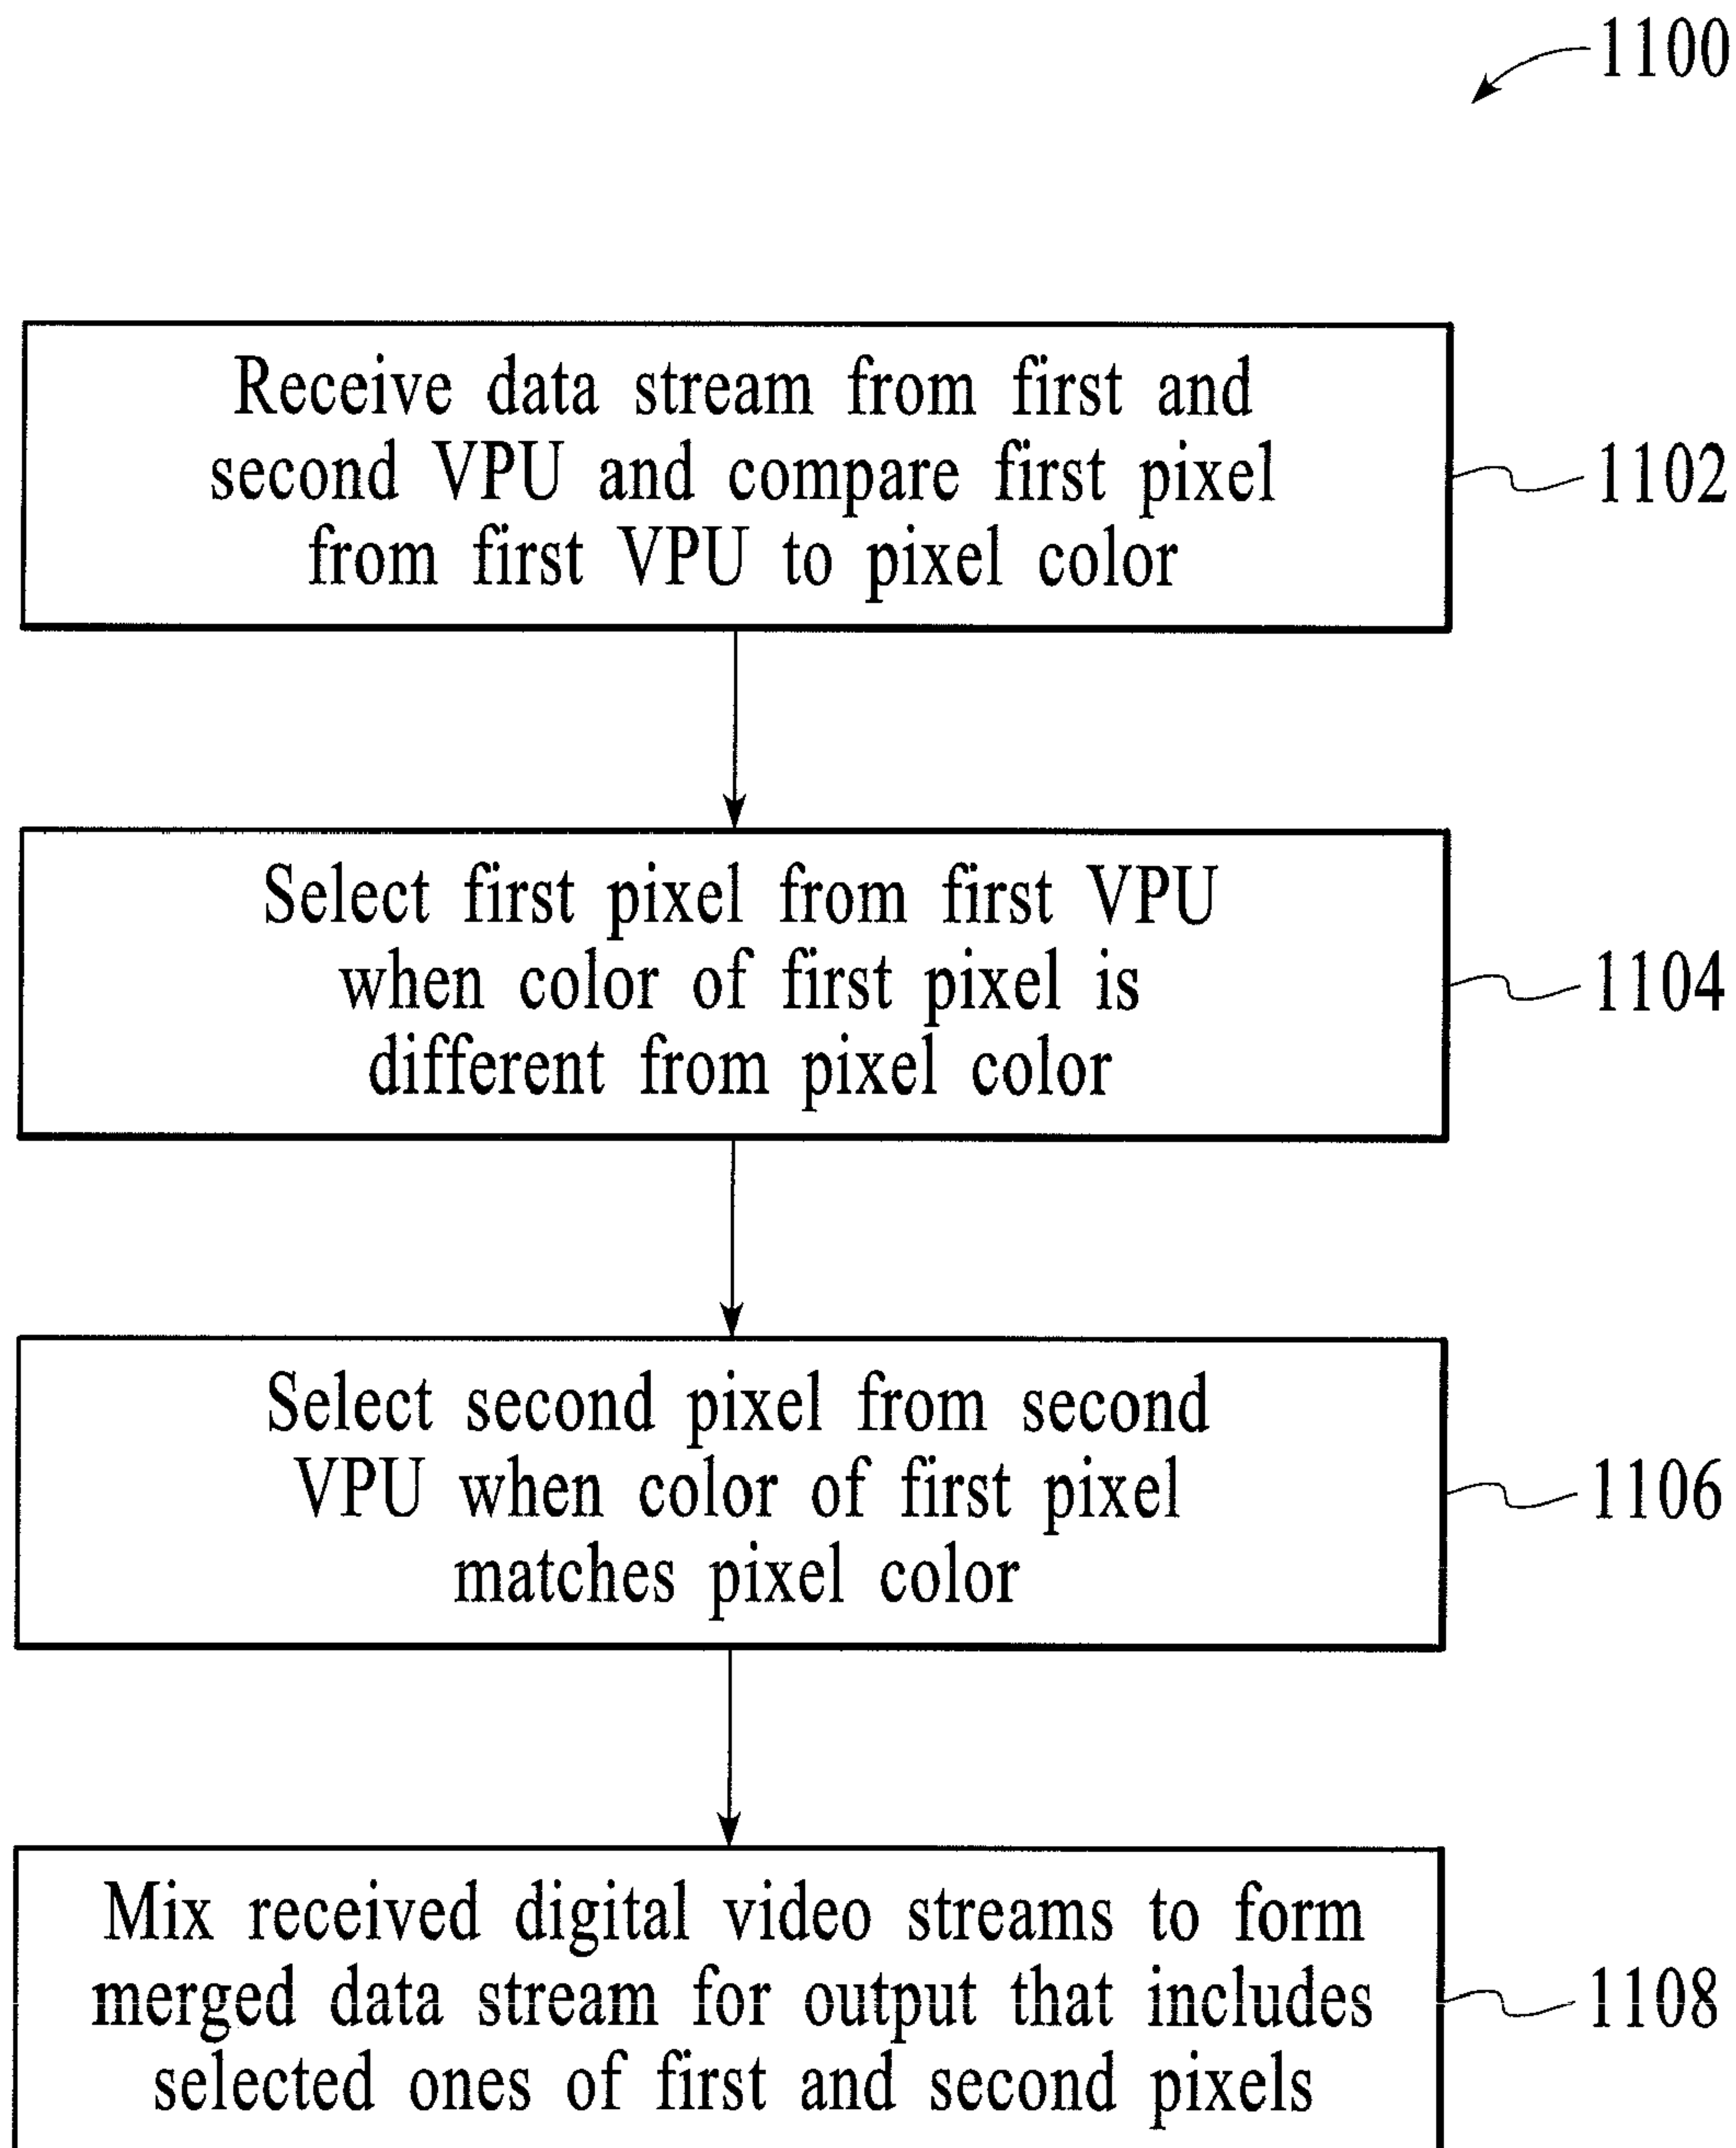 1100
Receive data stream from first and
second VPU and compare first pixel
from first VPU to pixel color
1102
Select first pixel from first VPU
when color of first pixel is
different from pixel color
1104
Select second pixel from second
VPU when color of first pixel
matches pixel color
1106
Mix received digital video streams to form
merged data stream for output that includes
selected ones of first and second pixels
1108